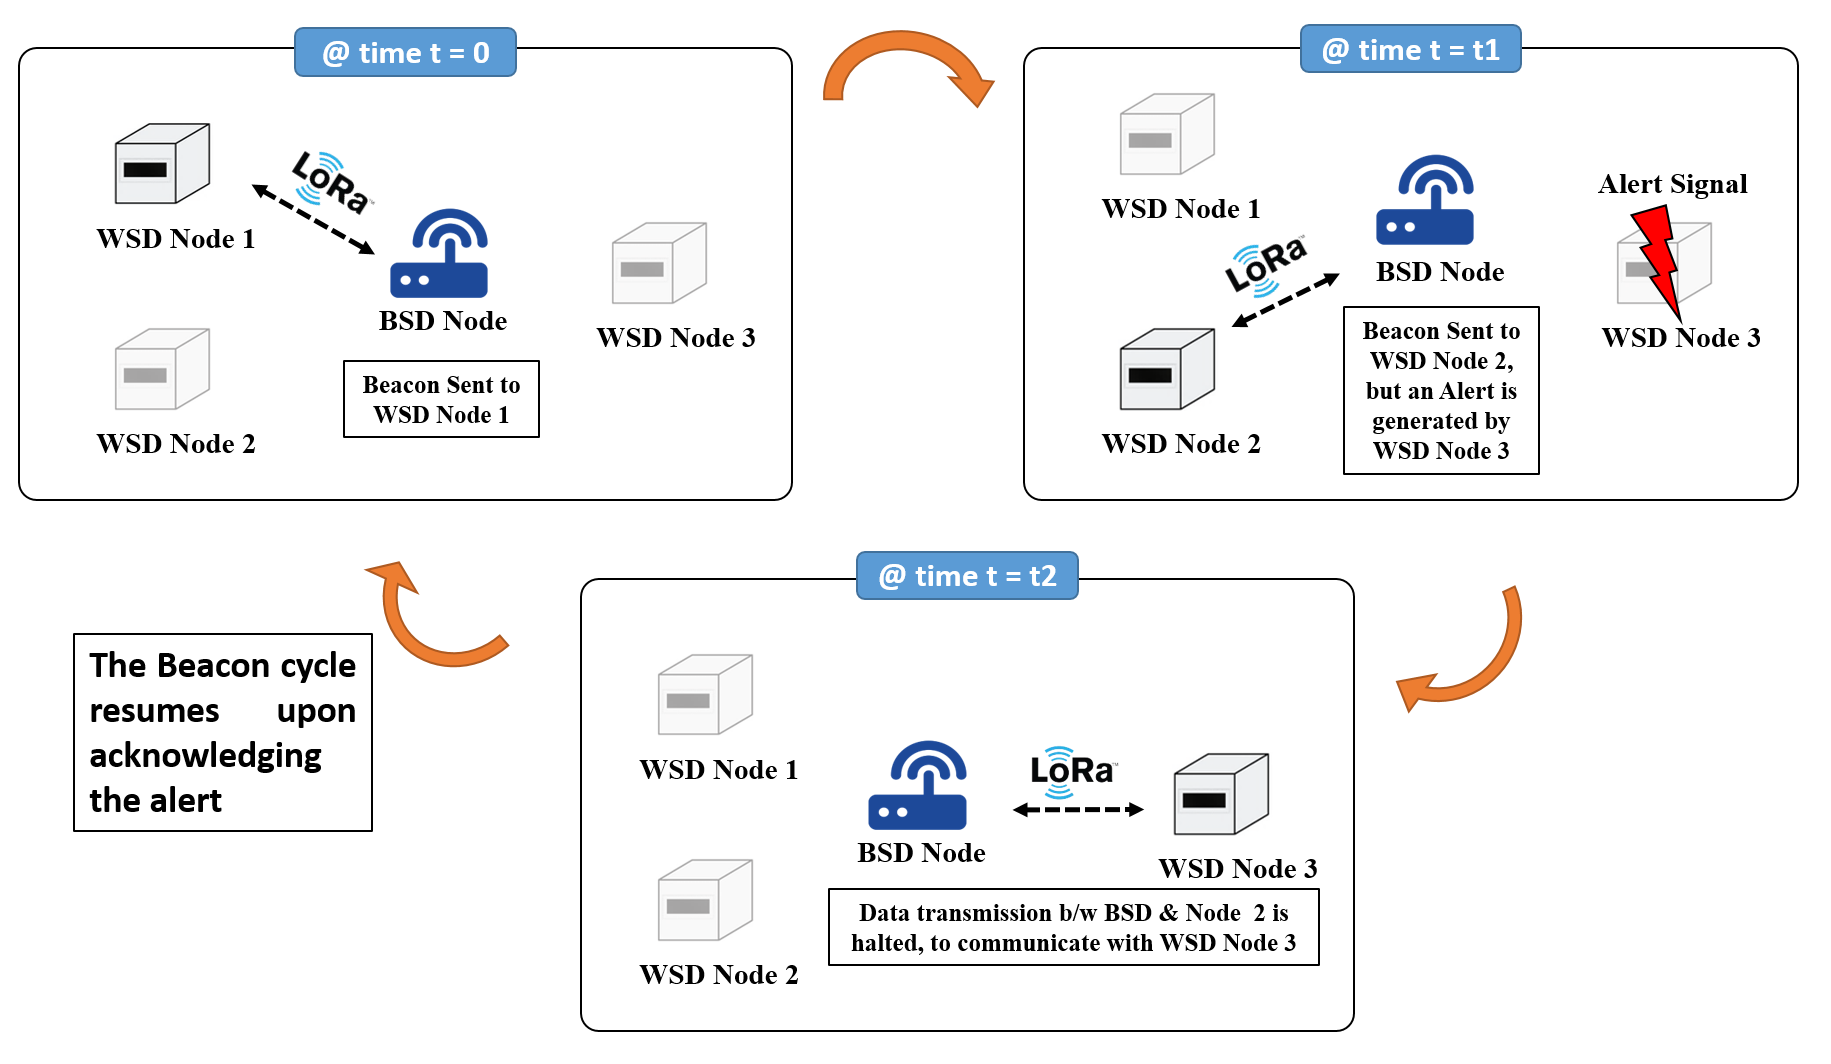 @ time t = 0
LoRa™
WSD Node 1
BSD Node
WSD Node 3
Beacon Sent to
WSD Node 1
WSD Node 2
@ time t = t1
WSD Node 1
Alert Signal
LoRa™
BSD Node
WSD Node 3
Beacon Sent to
WSD Node 2,
but an Alert is
generated by
WSD Node 3
WSD Node 2
@ time t = t2
WSD Node 1
LoRa™
BSD Node
WSD Node 3
Data transmission b/w BSD & Node 2 is
halted, to communicate with WSD Node 3
WSD Node 2
The Beacon cycle
resumes upon
acknowledging
the alert